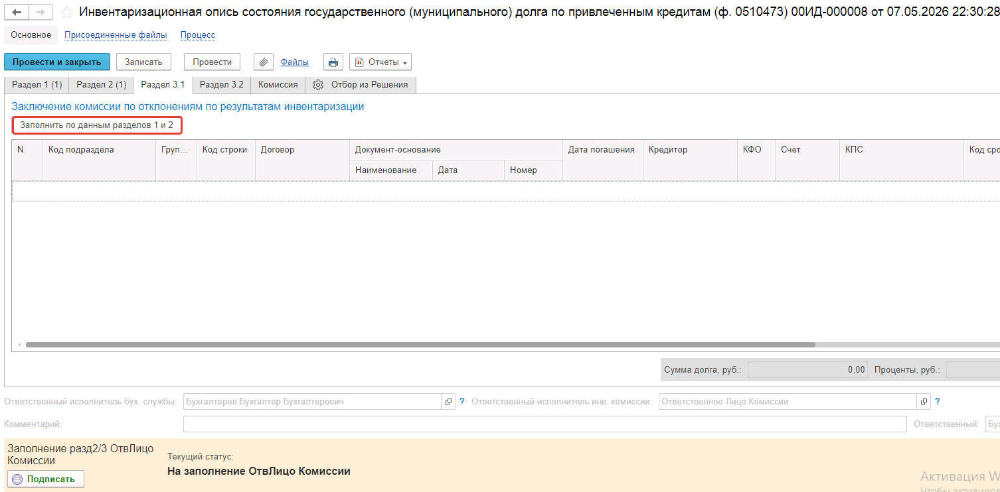 Инвентаризационная опись состояния государственного (муниципального) долга по привлеченным кредитам (ф. 0510473) 00ИД-000008 от 07.05.2026 22:30:28
Основное Присоединенные файлы Процесс
Провести и закрыть Записать Провести Файлы Отчеты
Раздел 1 (1) Раздел 2 (1) Раздел 3.1 Раздел 3.2 Комиссия Отбор из Решения
Заключение комиссии по отклонениям по результатам инвентаризации
Заполнить по данным разделов 1 и 2
N Код подраздела Груп... Код строки Договор Документ-основание Дата погашения Кредитор КФО Счет КПС Код сро
Наименование Дата Номер
Сумма долга, руб.: 0,00 Проценты, руб.:
Ответственный исполнитель бух. службы: Бухгалтеров Бухгалтер Бухгалтерович ? Ответственный исполнитель инв. комиссии: Ответственное Лицо Комиссии ?
Комментарий: Ответственный: Бух
Заполнение разд2/3 ОтвЛицо
Комиссии
Текущий статус:
На заполнение ОтвЛицо Комиссии
Подписать
Активация W
Чтобы активиров